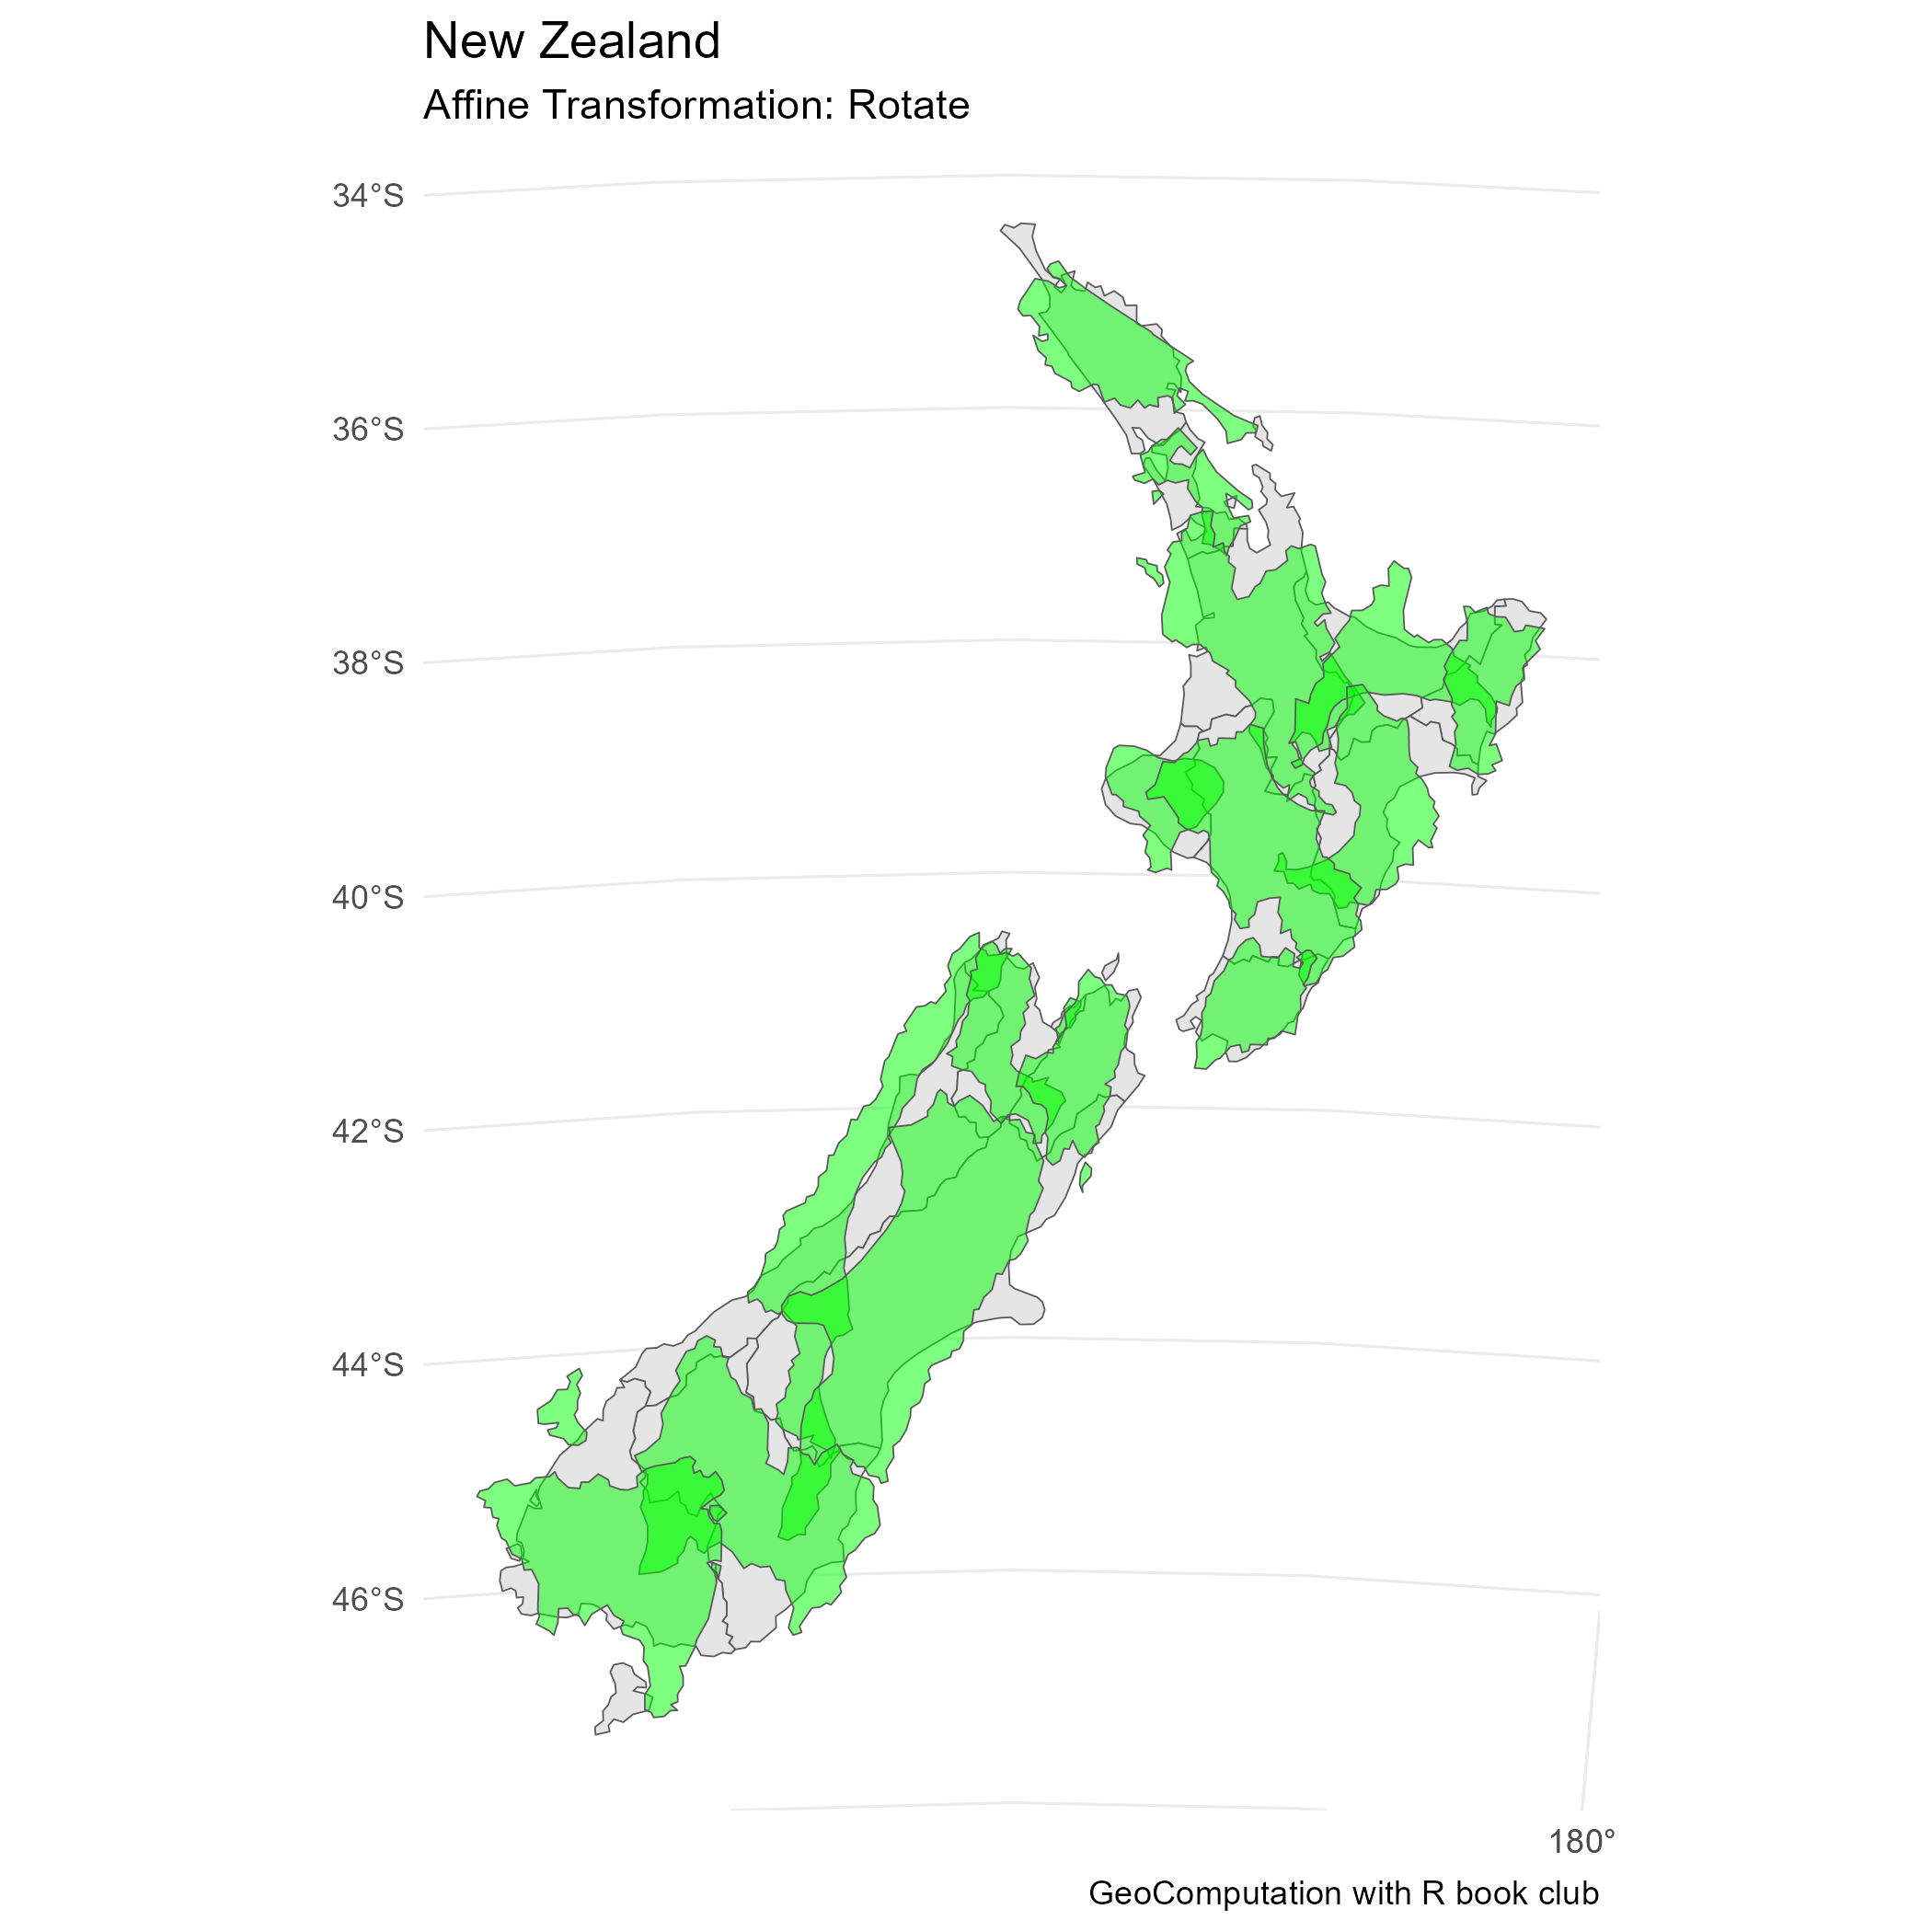 New Zealand
Affine Transformation: Rotate
34°S
36°S
38°S
40°S
42°S
44°S
46°S
180°
GeoComputation with R book club